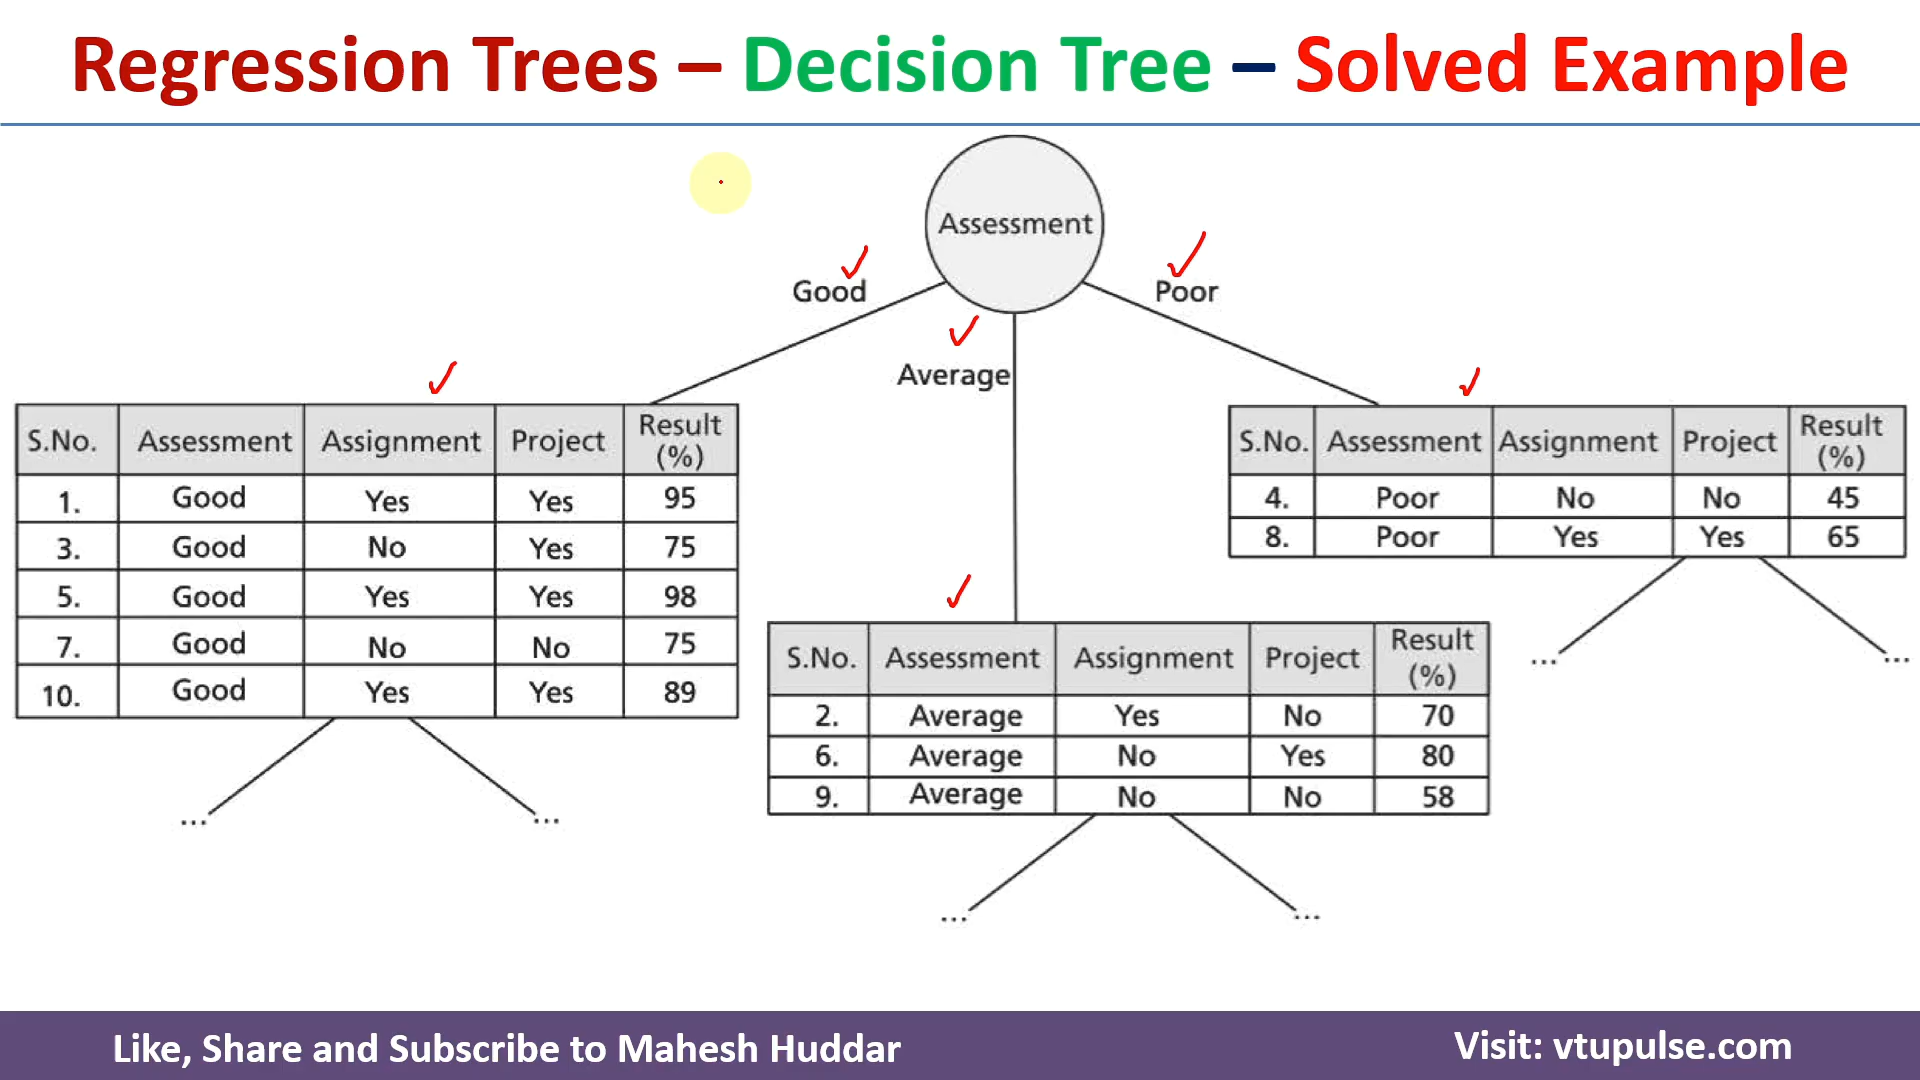 Regression Trees – Decision Tree – Solved Example
Assessment
Good
Average
Poor
S.No. Assessment Assignment Project Result (%)
1. Good Yes Yes 95
3. Good No Yes 75
5. Good Yes Yes 98
7. Good No No 75
10. Good Yes Yes 89
...
...
S.No. Assessment Assignment Project Result (%)
2. Average Yes No 70
6. Average No Yes 80
9. Average No No 58
...
...
S.No. Assessment Assignment Project Result (%)
4. Poor No No 45
8. Poor Yes Yes 65
...
...
Like, Share and Subscribe to Mahesh Huddar
Visit: vtupulse.com